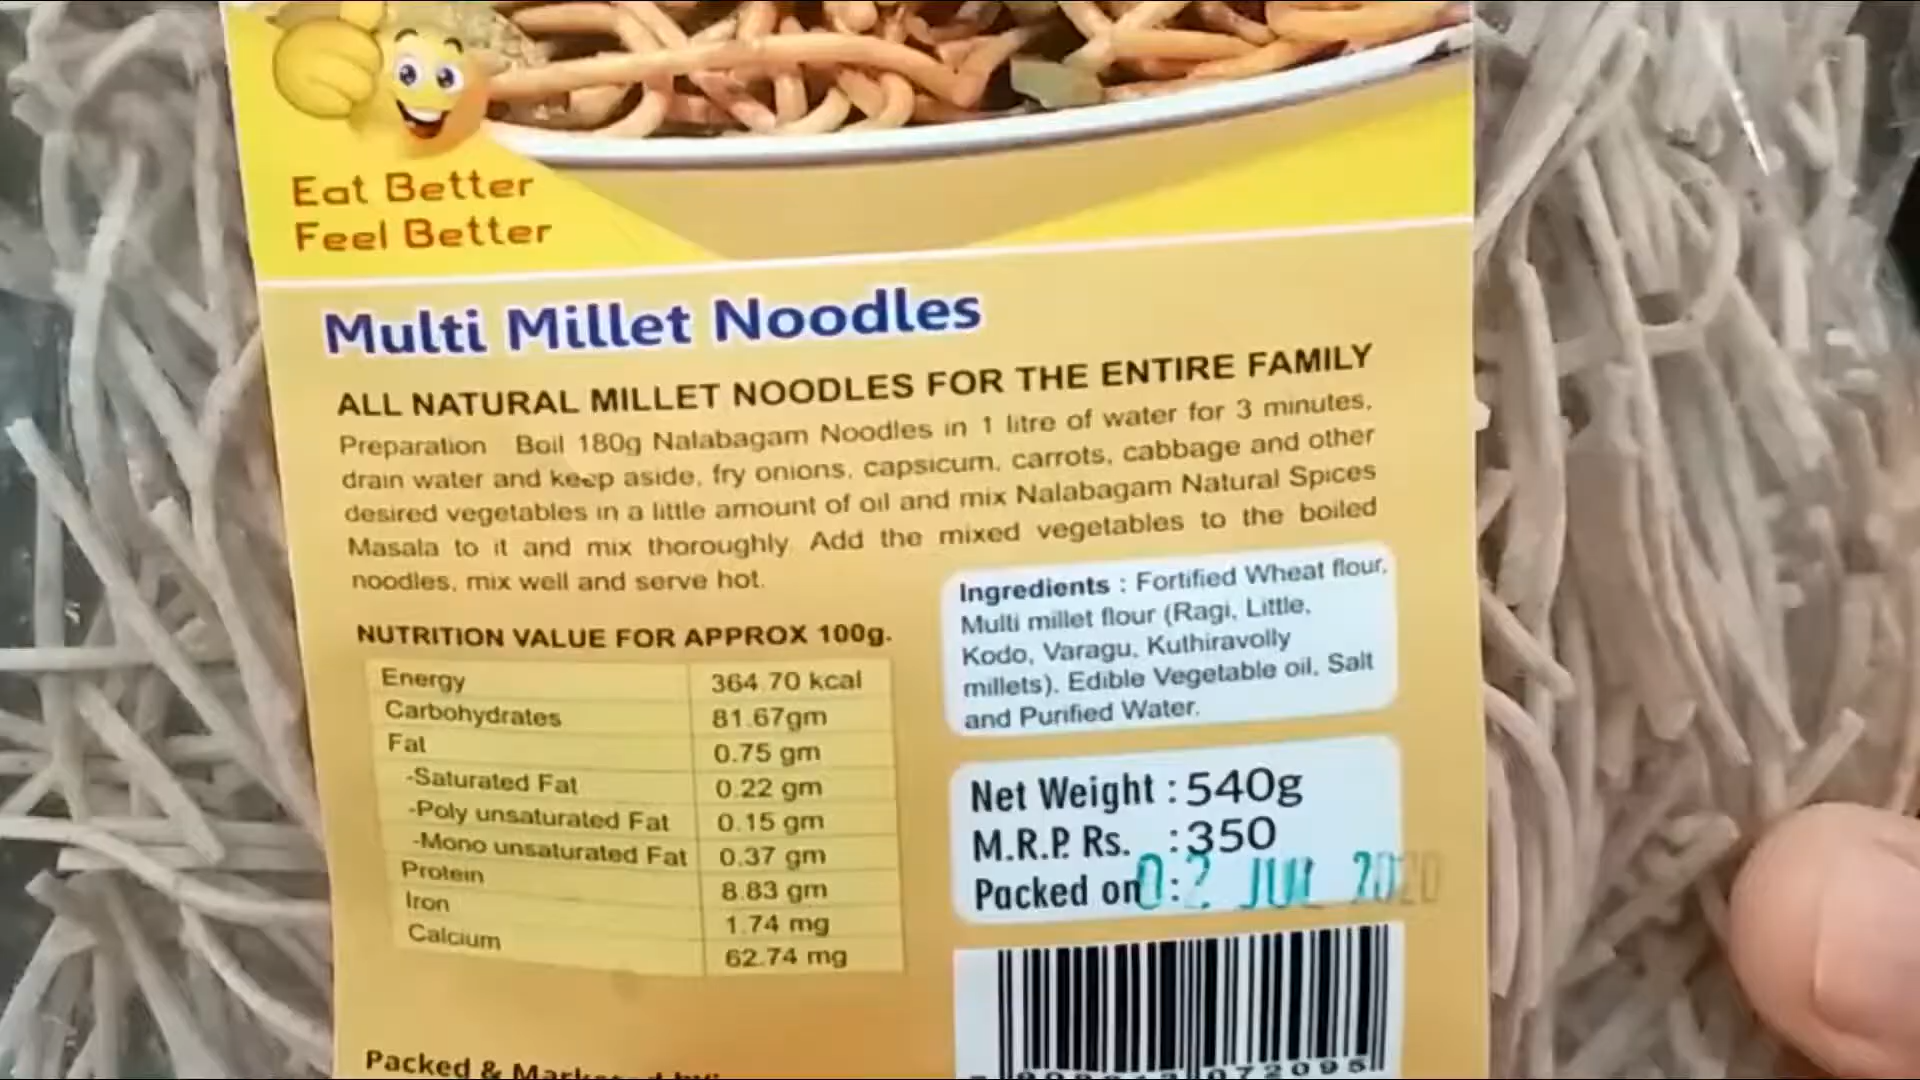 Eat Better
Feel Better
Multi Millet Noodles
ALL NATURAL MILLET NOODLES FOR THE ENTIRE FAMILY
Preparation Boil 180g Nalabagam Noodles in 1 litre of water for 3 minutes,
drain water and keep aside, fry onions, capsicum, carrots, cabbage and other
desired vegetables in a little amount of oil and mix Nalabagam Natural Spices
Masala to it and mix thoroughly. Add the mixed vegetables to the boiled
noodles, mix well and serve hot.
Ingredients : Fortified Wheat flour,
Multi millet flour (Ragi, Little,
Kodo, Varagu, Kuthiravolly
millets), Edible Vegetable oil, Salt
and Purified Water.
NUTRITION VALUE FOR APPROX 100g.
Energy 364.70 kcal
Carbohydrates 81.67gm
Fat 0.75 gm
-Saturated Fat 0.22 gm
-Poly unsaturated Fat 0.15 gm
-Mono unsaturated Fat 0.37 gm
Protein 8.83 gm
Iron 1.74 mg
Calcium 62.74 mg
Net Weight : 540g
M.R.P. Rs. : 350
Packed on : 02 JUL 2020
Packed &
072095